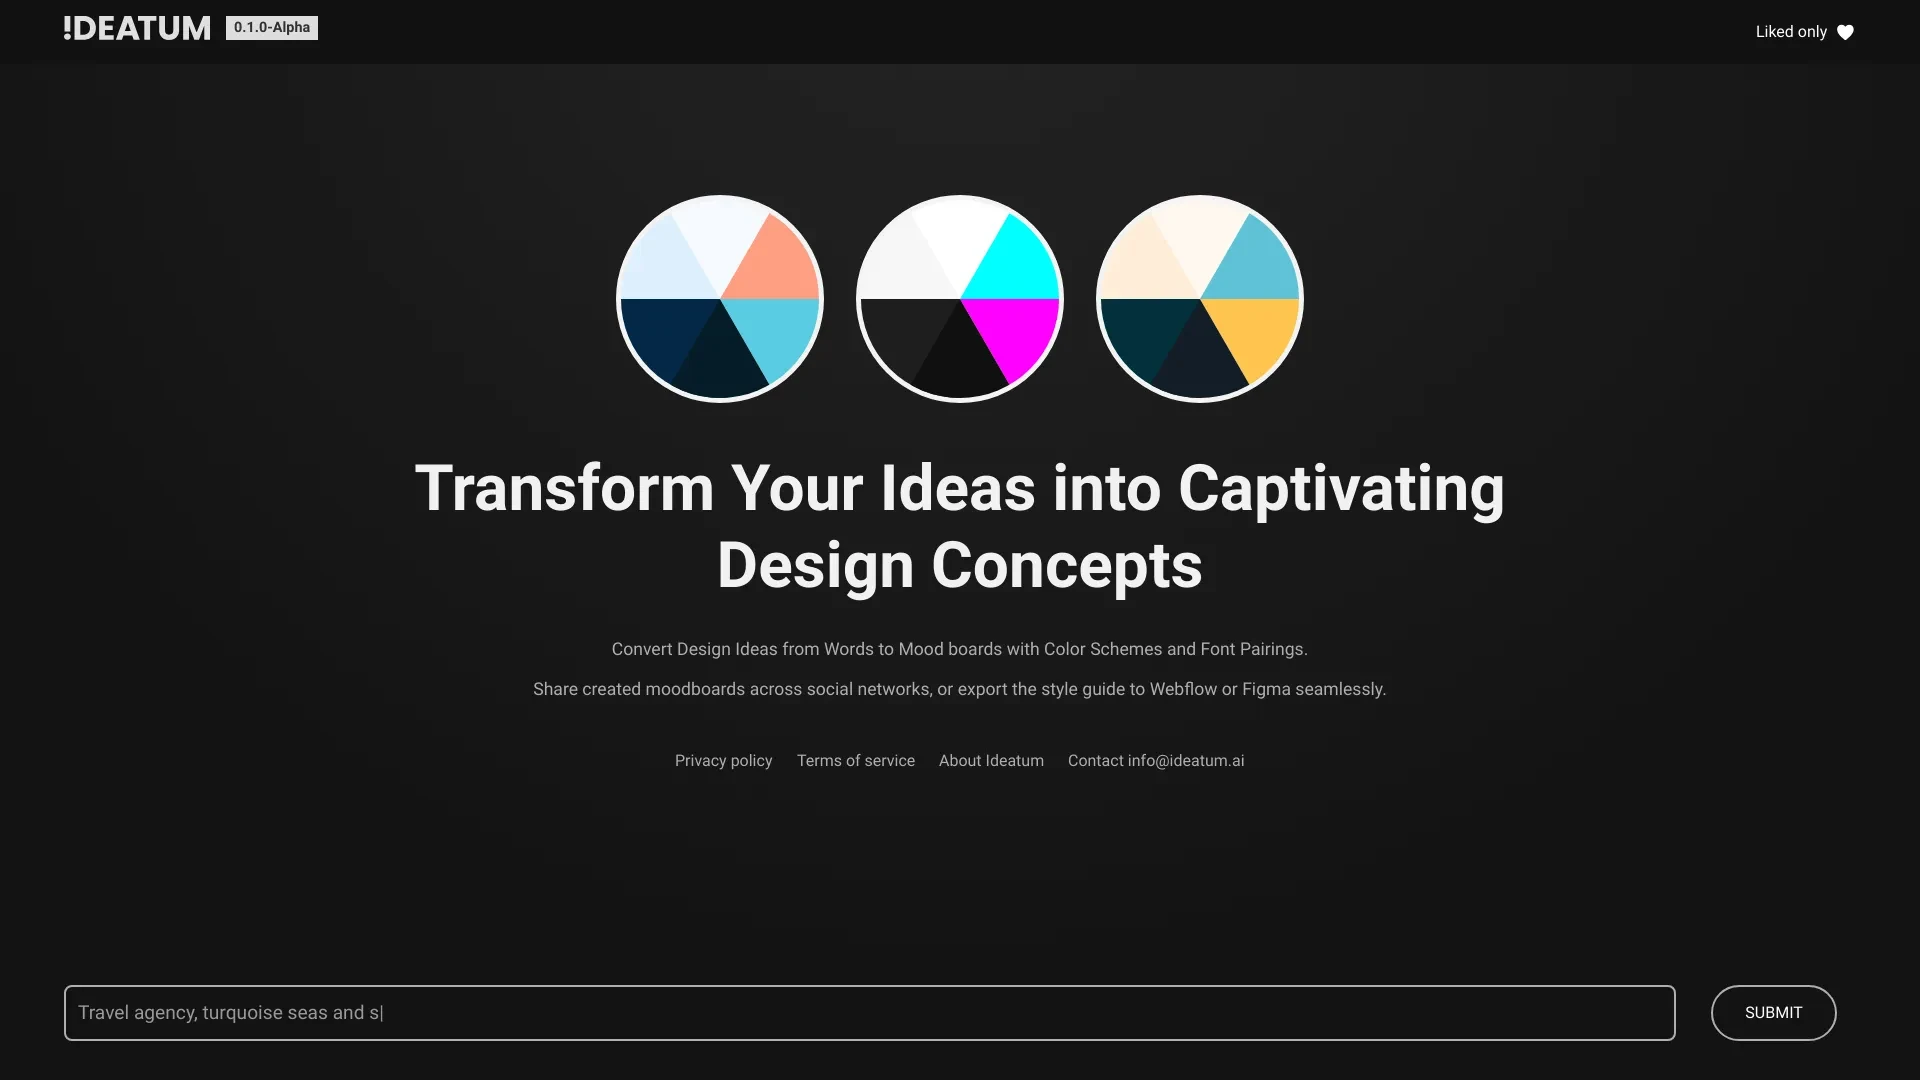 !DEATUM 0.1.0-Alpha
Liked only
Transform Your Ideas into Captivating
Design Concepts
Convert Design Ideas from Words to Mood boards with Color Schemes and Font Pairings.
Share created moodboards across social networks, or export the style guide to Webflow or Figma seamlessly.
Privacy policy Terms of service About Ideatum Contact info@ideatum.ai
Travel agency, turquoise seas and s|
SUBMIT